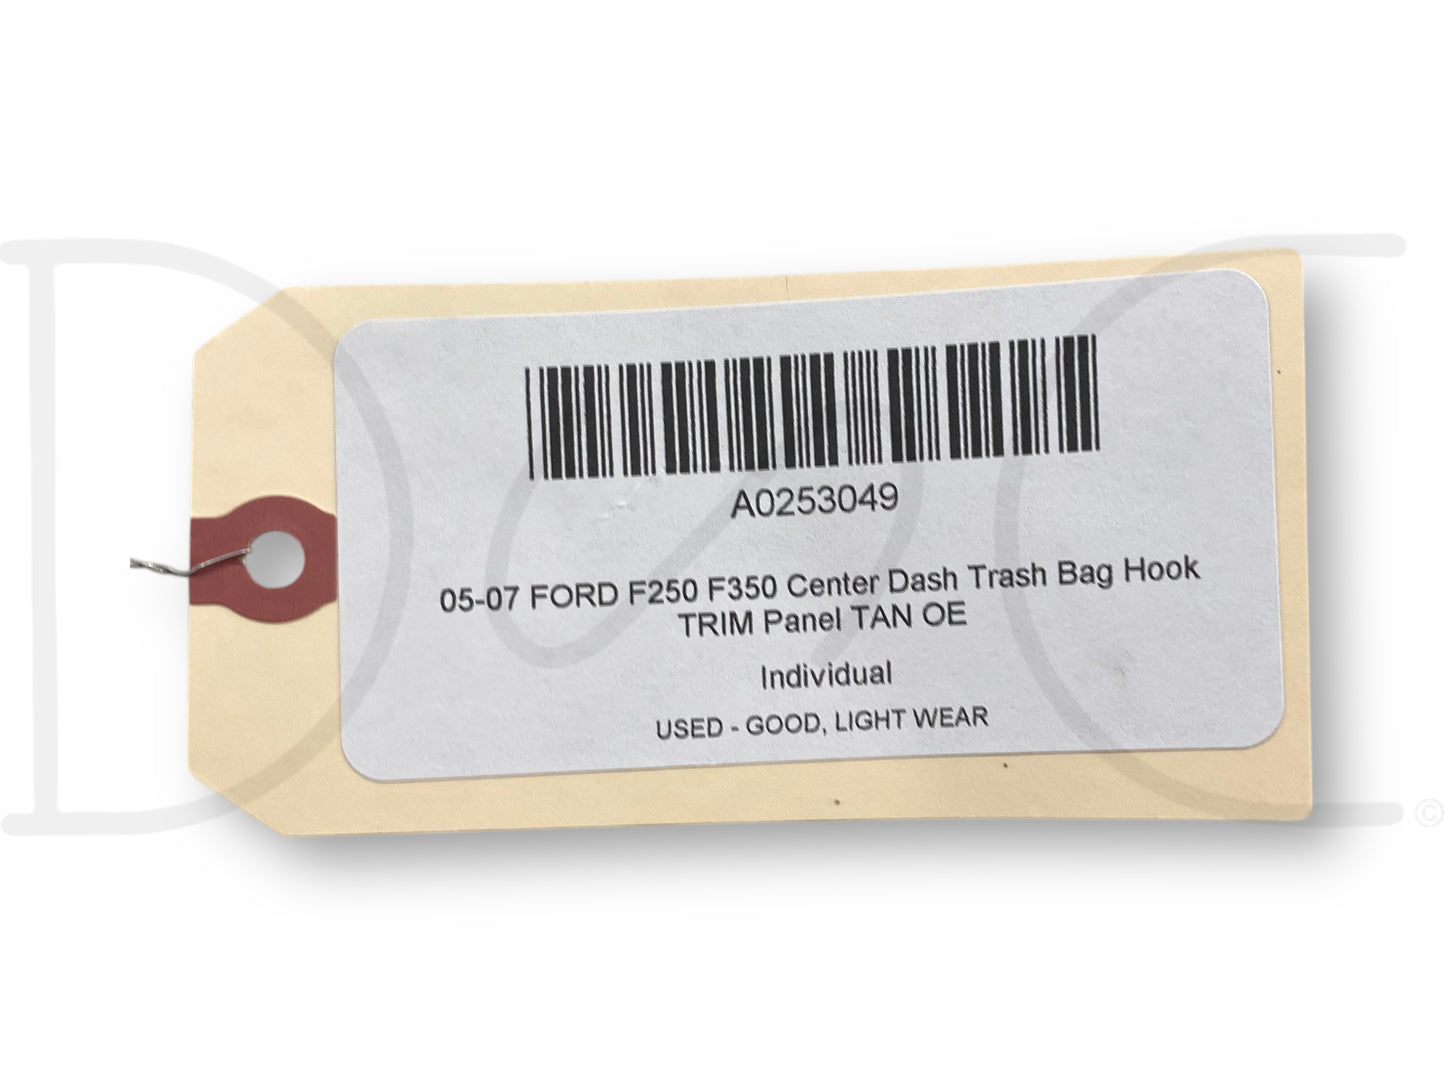 A0253049
05-07 FORD F250 F350 Center Dash Trash Bag Hook
TRIM Panel TAN OE
Individual
USED - GOOD, LIGHT WEAR
D C
©